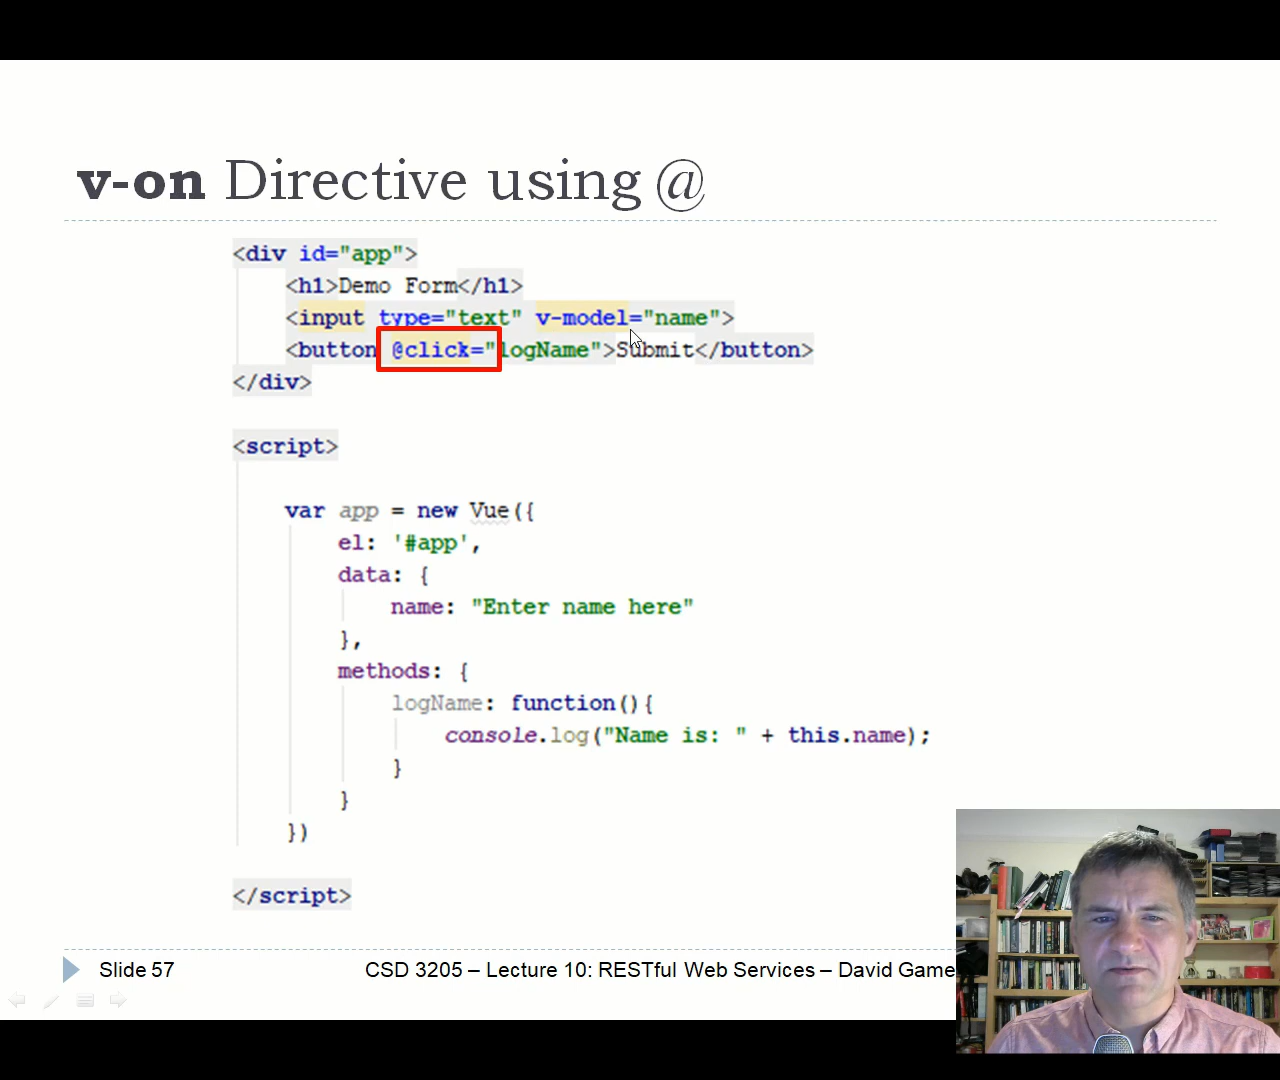 v-on Directive using @
<div id="app">
<h1>Demo Form</h1>
<input type="text" v-model="name">
<button @click="logName">Submit</button>
</div>
<script>
var app = new Vue({
el: '#app',
data: {
name: "Enter name here"
},
methods: {
logName: function(){
console.log("Name is: " + this.name);
}
}
})
</script>
Slide 57
CSD 3205 – Lecture 10: RESTful Web Services – David Game